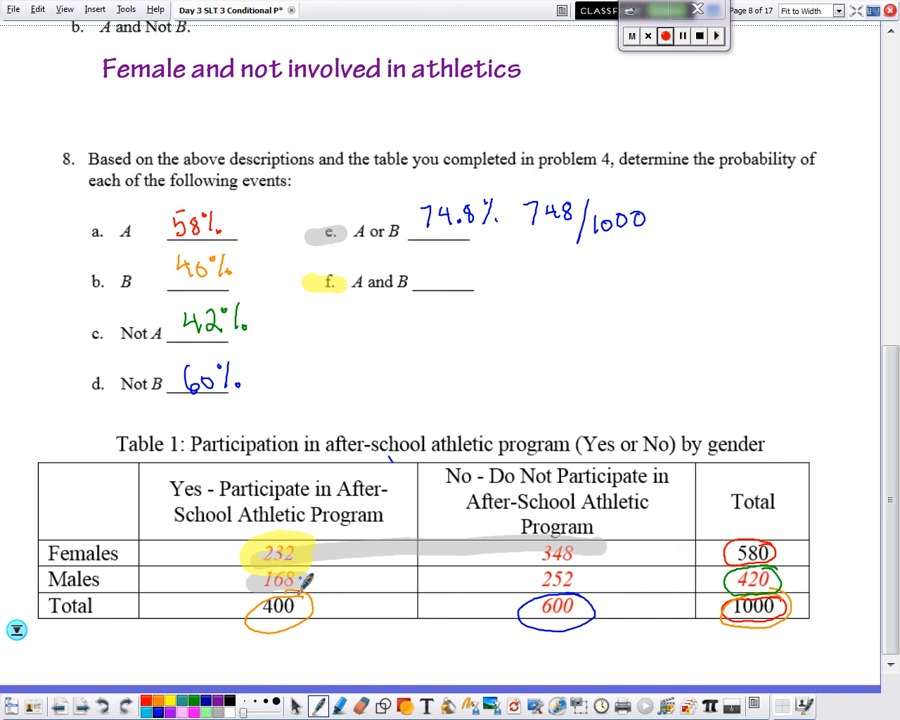 File Edit View Insert Tools Help Day 3 SLT 3 Conditional P* CLASSF Page 8 of 17 Fit to Width
M
b. A and Not B.
Female and not involved in athletics
8. Based on the above descriptions and the table you completed in problem 4, determine the probability of
each of the following events:
a. A 58% e. A or B 74.8% 748/1000
b. B 40% f. A and B
c. Not A 42%
d. Not B 60%
Table 1: Participation in after-school athletic program (Yes or No) by gender
Yes - Participate in After-
School Athletic Program
No - Do Not Participate in
After-School Athletic
Program
Total
Females 232 348 580
Males 168 252 420
Total 400 600 1000